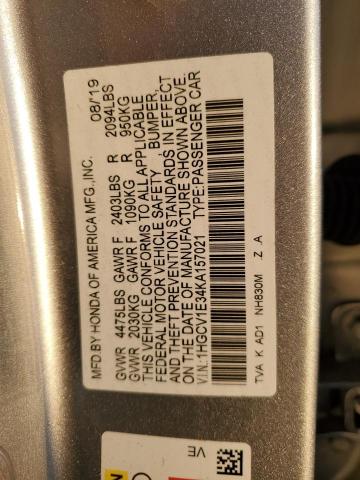 MFD.BY HONDA OF AMERICA MFG.,INC. 08/19
GVWR 4475LBS GAWR F 2403LBS R 2094LBS
GVWR 2030KG GAWR F 1090KG R 950KG
THIS VEHICLE CONFORMS TO ALL APPLICABLE
FEDERAL MOTOR VEHICLE SAFETY BUMPER,
AND THEFT PREVENTION STANDARDS IN EFFECT
ON THE DATE OF MANUFACTURE SHOWN ABOVE.
V.I.N.:1HGCV1E34KA157021 TYPE:PASSENGER CAR
TVA K AD1 NH830M Z .A
VE